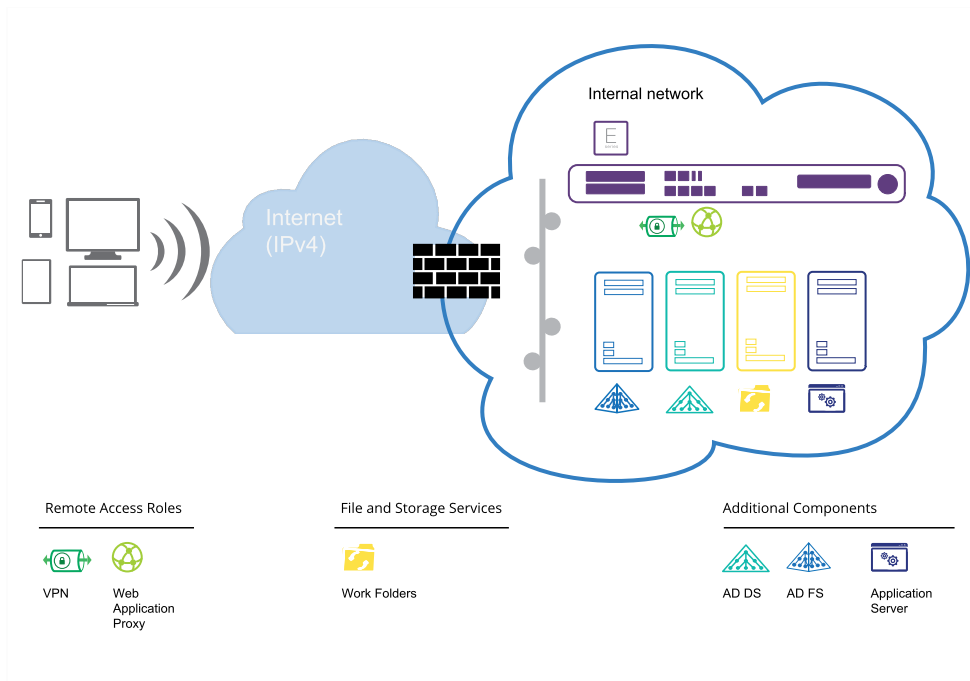 Internal network
E
Internet
(IPv4)
Remote Access Roles
File and Storage Services
Additional Components
VPN
Web
Application
Proxy
Work Folders
AD DS
AD FS
Application
Server